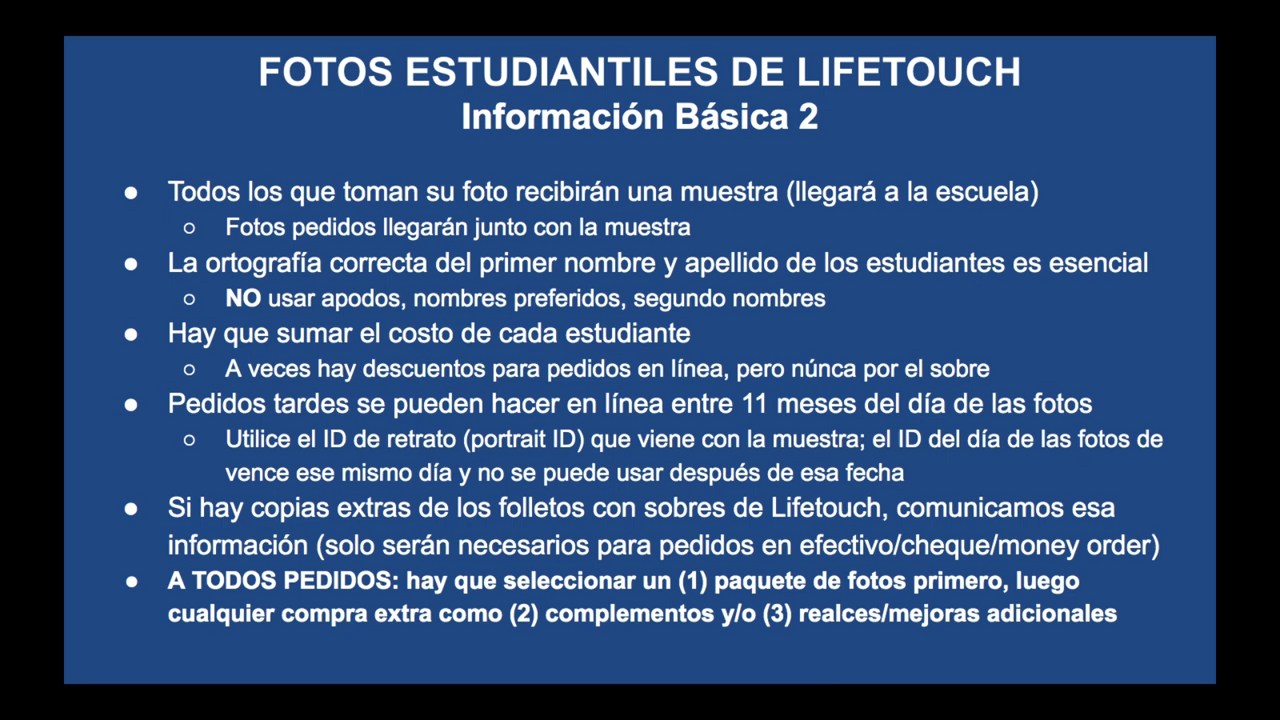 FOTOS ESTUDIANTILES DE LIFETOUCH
Información Básica 2
● Todos los que toman su foto recibirán una muestra (llegará a la escuela)
○ Fotos pedidos llegarán junto con la muestra
● La ortografía correcta del primer nombre y apellido de los estudiantes es esencial
○ NO usar apodos, nombres preferidos, segundo nombres
● Hay que sumar el costo de cada estudiante
○ A veces hay descuentos para pedidos en línea, pero núnca por el sobre
● Pedidos tardes se pueden hacer en línea entre 11 meses del día de las fotos
○ Utilice el ID de retrato (portrait ID) que viene con la muestra; el ID del día de las fotos de
vence ese mismo día y no se puede usar después de esa fecha
● Si hay copias extras de los folletos con sobres de Lifetouch, comunicamos esa
información (solo serán necesarios para pedidos en efectivo/cheque/money order)
● A TODOS PEDIDOS: hay que seleccionar un (1) paquete de fotos primero, luego
cualquier compra extra como (2) complementos y/o (3) realces/mejoras adicionales